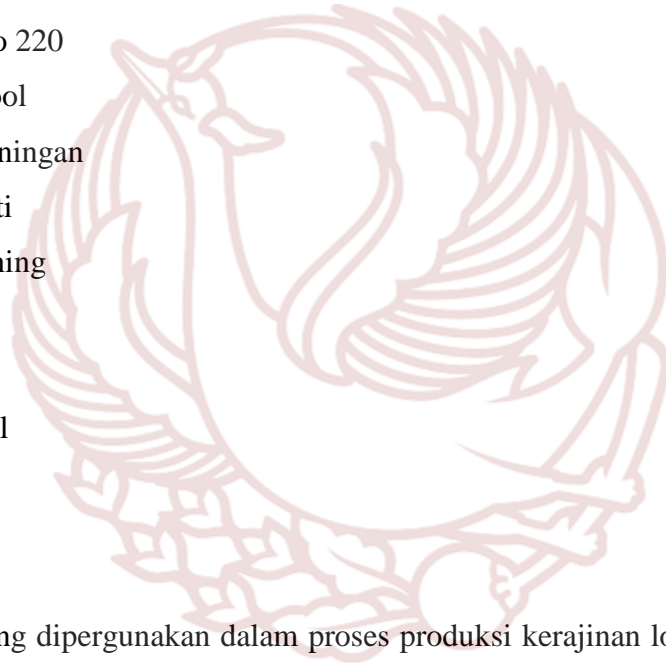 220
ol
ningan
ti
ning
l
ng dipergunakan dalam proses produksi kerajinan lo